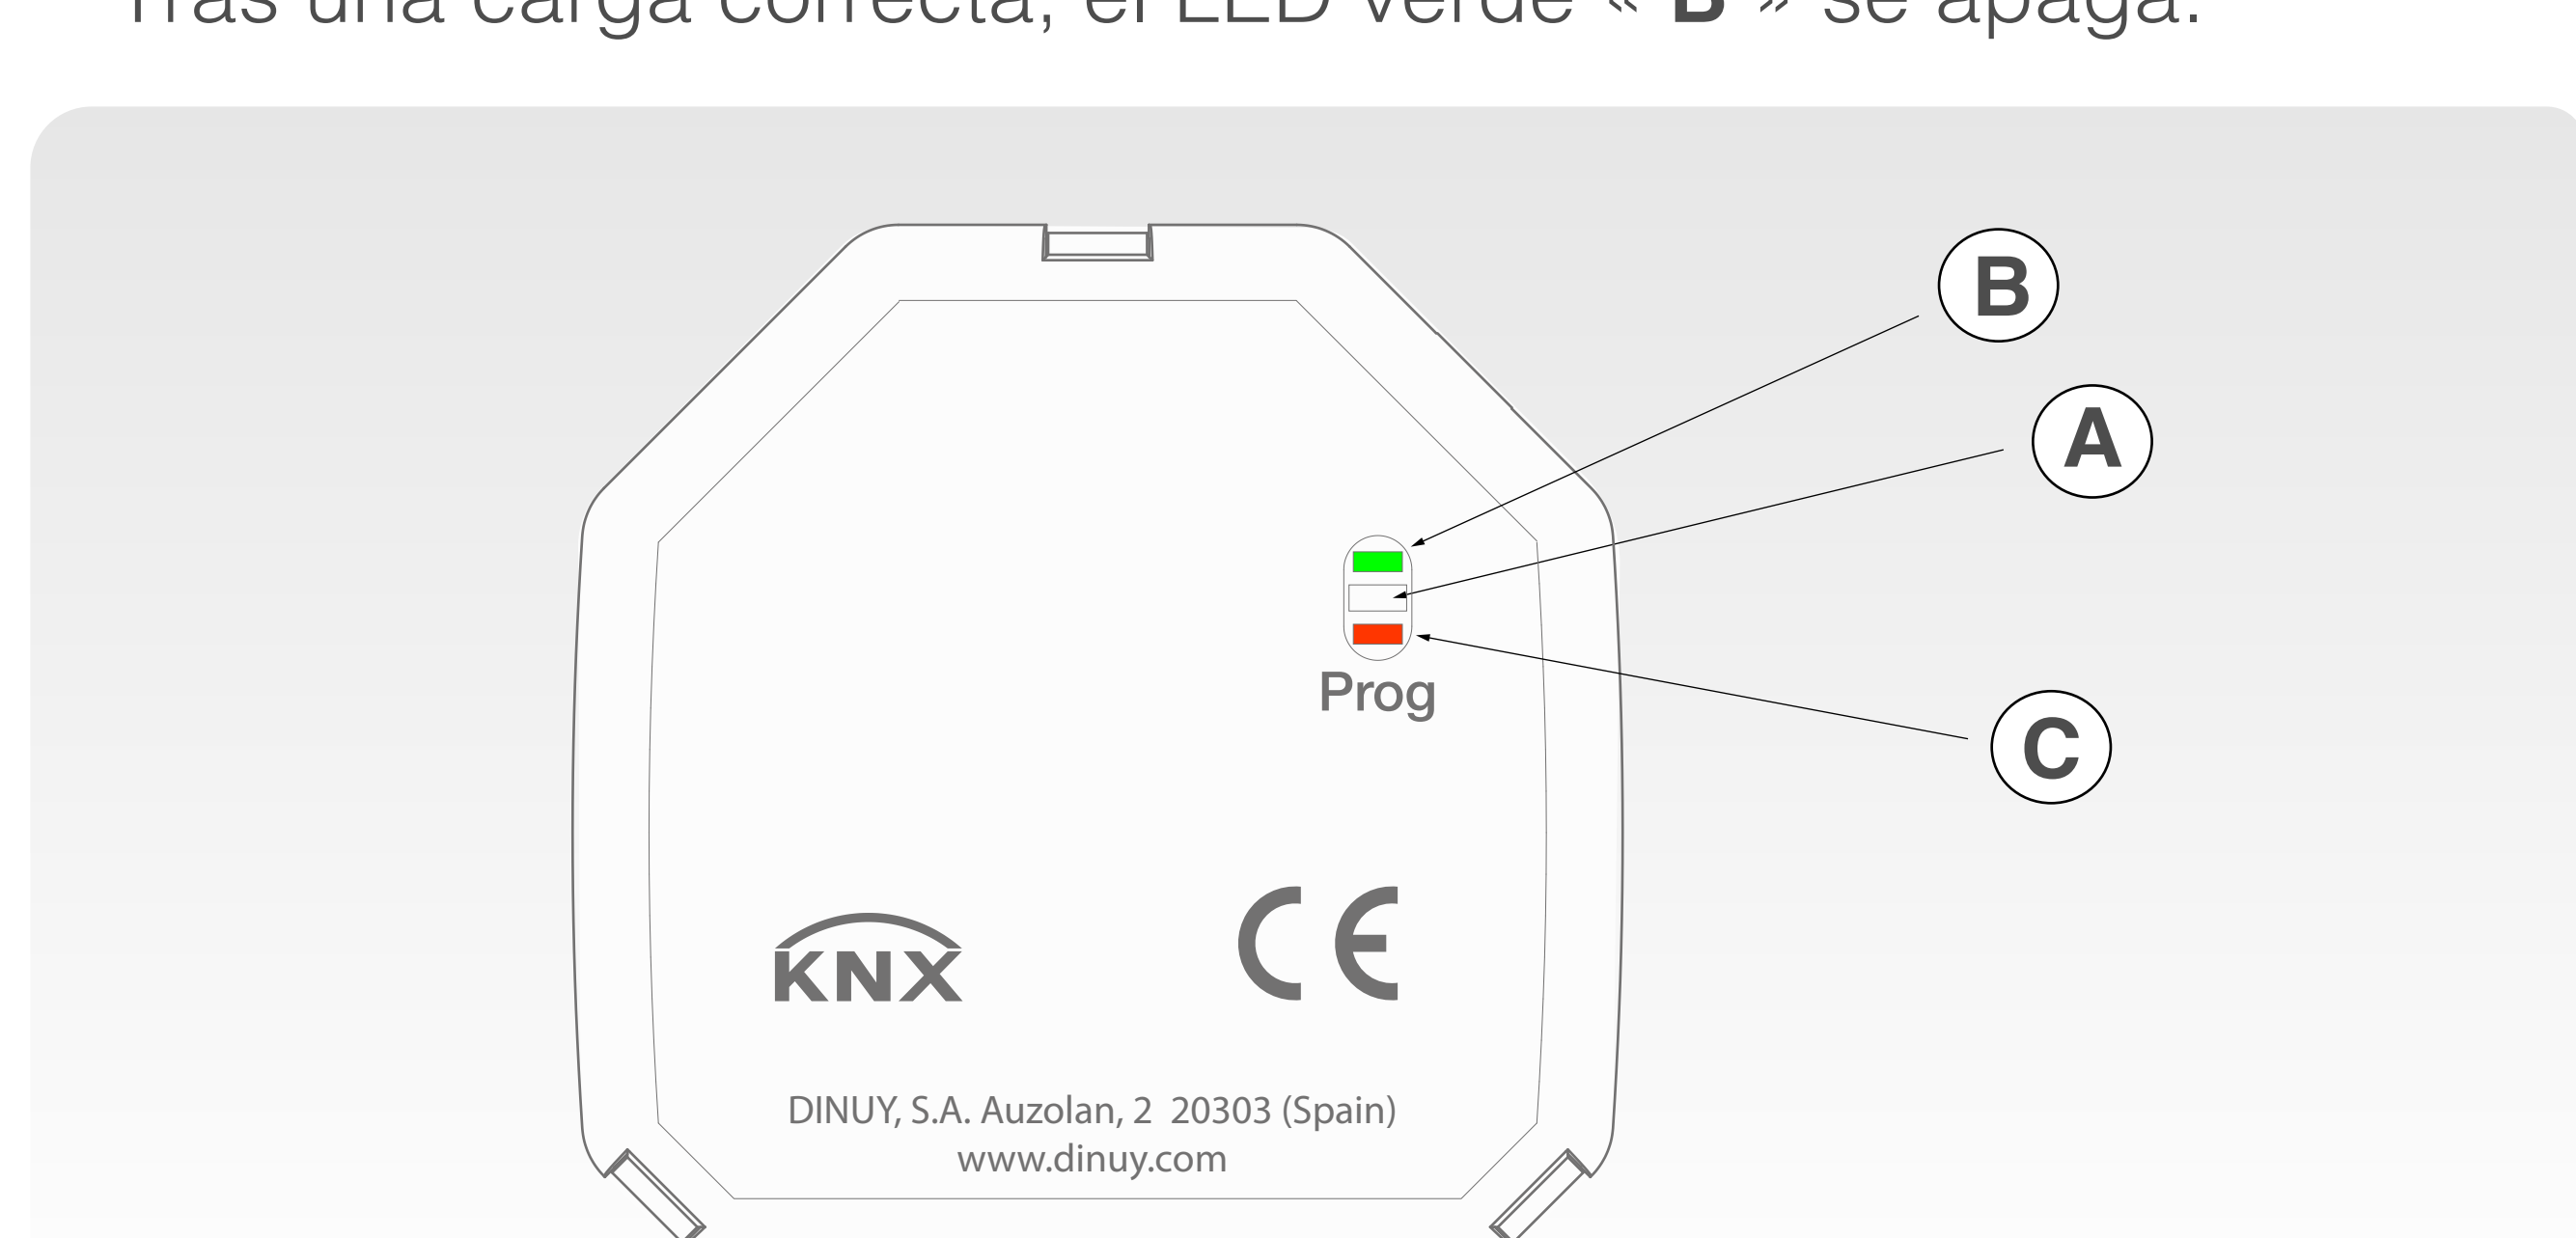 Tras una carga correcta, el LED verde « B » se apaga.
B
A
C
Prog
KNX
CE
DINUY, S.A. Auzolan, 2 20303 (Spain)
www.dinuy.com